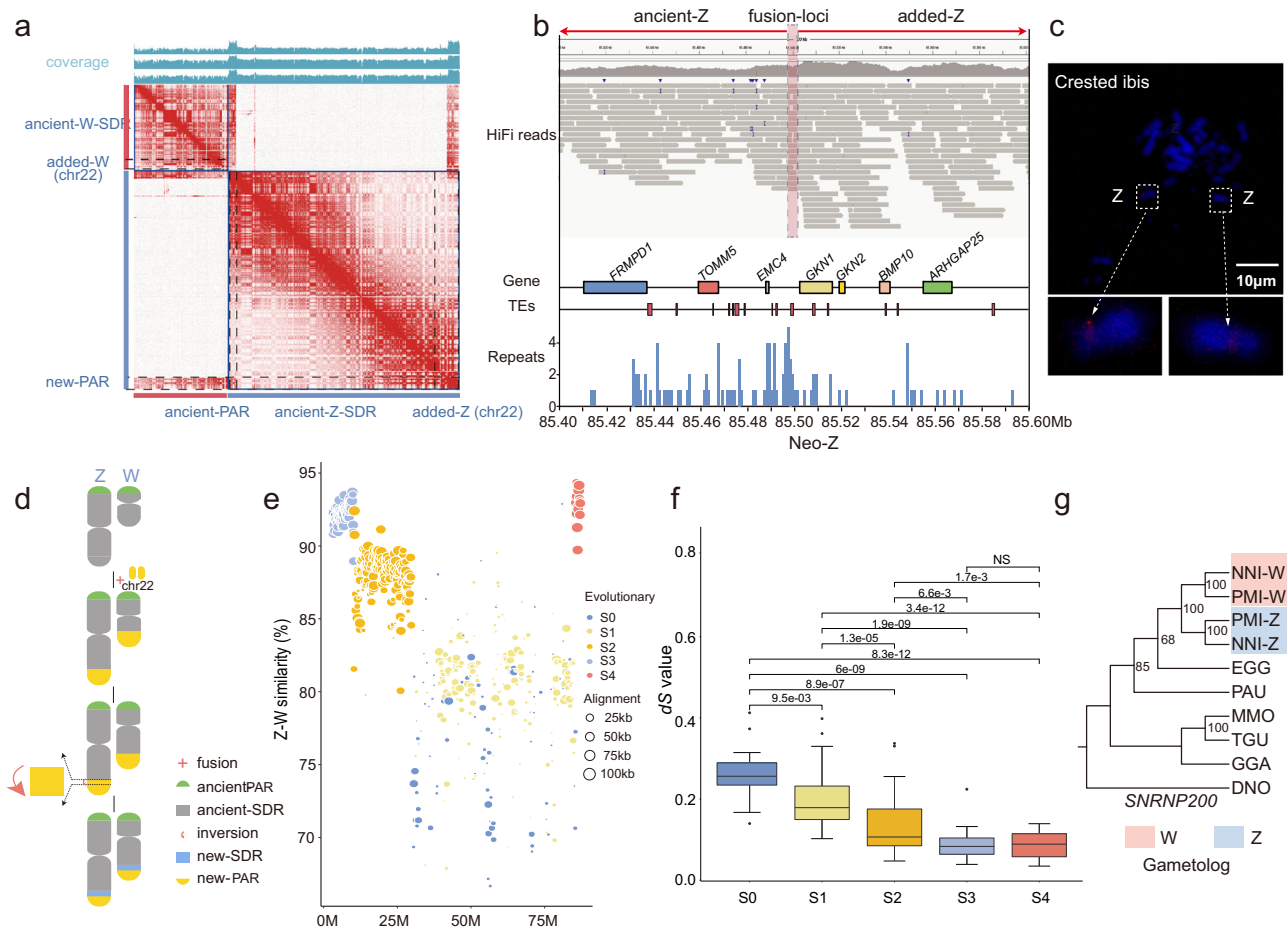 a
coverage
ancient-W-SDR
added-W
(chr22)
new-PAR
ancient-PAR
ancient-Z-SDR
added-Z (chr22)
b
ancient-Z
fusion-loci
added-Z
HiFi reads
FRMPD1
TOMM5
EMC4
GKN1
GKN2
BMP10
ARHGAP25
Gene
TEs
Repeats
4
2
0
85.40
85.42
85.44
85.46
85.48
85.50
85.52
85.54
85.56
85.58
85.60Mb
Neo-Z
c
Crested ibis
Z
Z
10μm
d
Z
W
+
chr22
+ fusion
ancientPAR
ancient-SDR
inversion
new-SDR
new-PAR
e
Z-W similarity (%)
95
90
85
80
75
70
0M
25M
50M
75M
Evolutionary
S0
S1
S2
S3
S4
Alignment
25kb
50kb
75kb
100kb
f
dS value
0.8
0.6
0.4
0.2
0.0
NS
1.7e-3
6.6e-3
3.4e-12
1.9e-09
1.3e-05
8.3e-12
6e-09
8.9e-07
9.5e-03
S0
S1
S2
S3
S4
g
NNI-W
PMI-W
PMI-Z
NNI-Z
EGG
PAU
MMO
TGU
GGA
DNO
100
100
100
68
85
100
SNRNP200
W
Z
Gametolog